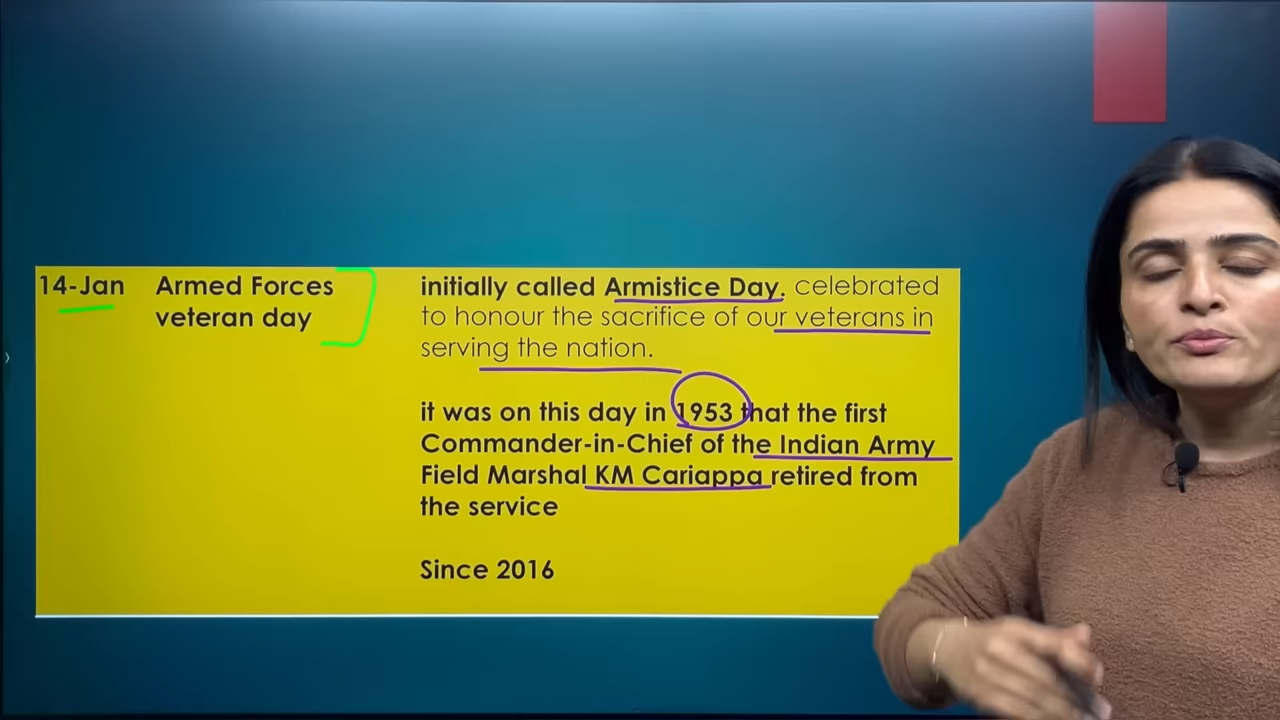 14-Jan
Armed Forces
veteran day
initially called Armistice Day. celebrated
to honour the sacrifice of our veterans in
serving the nation.
it was on this day in 1953 that the first
Commander-in-Chief of the Indian Army
Field Marshal KM Cariappa retired from
the service
Since 2016